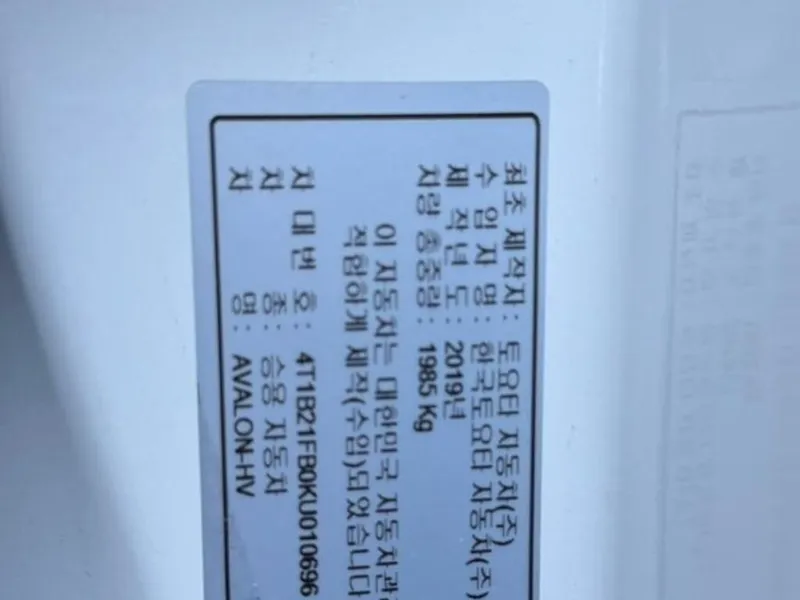 최초 제작자 : 토요타 자동차(주)
수 입 자 명 : 한국토요타 자동차(주)
제 작 년 도 : 2019년
차량 총중량 : 1985 Kg
이 자동차는 대한민국 자동차관
적합하게 제작(수입)되었습니다
차 대 번 호 : 4T1B21FB0KU010696
차 종 : 승용 자동차
차 명 : AVALON-HV